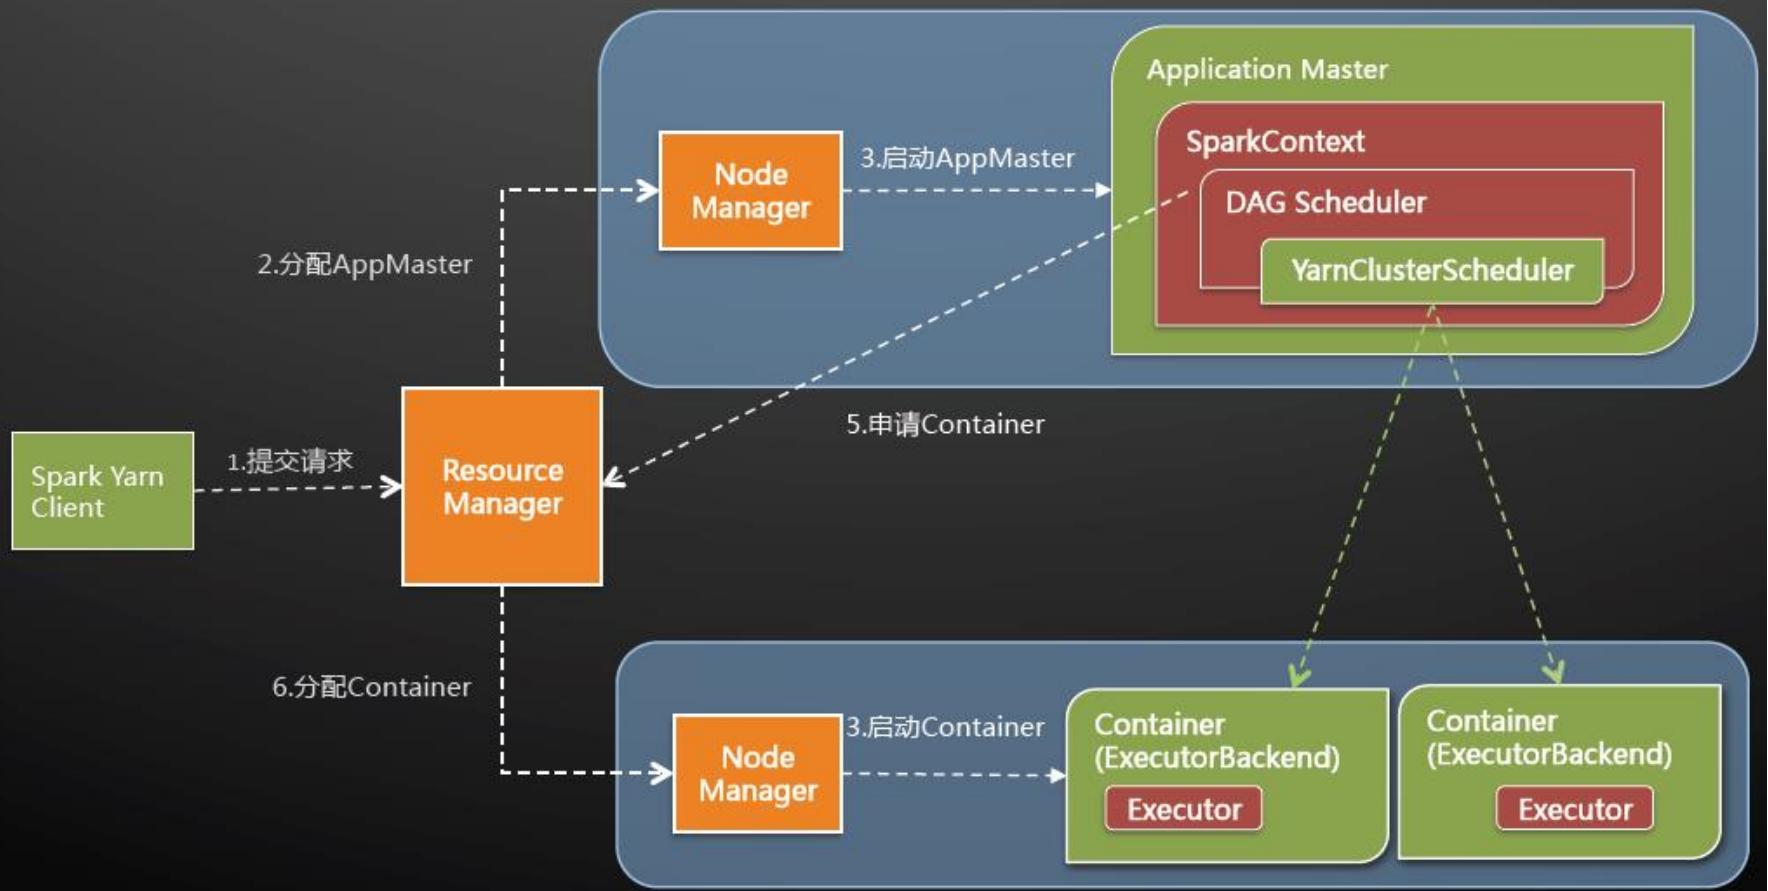 Application Master
SparkContext
DAG Scheduler
YarnClusterScheduler
Node
Manager
3.启动AppMaster
2.分配AppMaster
5.申请Container
Spark Yarn
Client
1.提交请求
Resource
Manager
6.分配Container
Node
Manager
3.启动Container
Container
(ExecutorBackend)
Executor
Container
(ExecutorBackend)
Executor